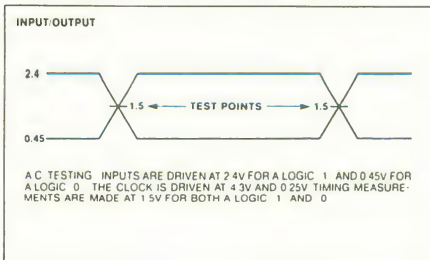 INPUT/OUTPUT
2.4
1.5 TEST POINTS 1.5
0.45
A C TESTING INPUTS ARE DRIVEN AT 2 4V FOR A LOGIC 1 AND 0 45V FOR
A LOGIC 0 THE CLOCK IS DRIVEN AT 4 3V AND 0 25V TIMING MEASURE-
MENTS ARE MADE AT 1 5V FOR BOTH A LOGIC 1 AND 0